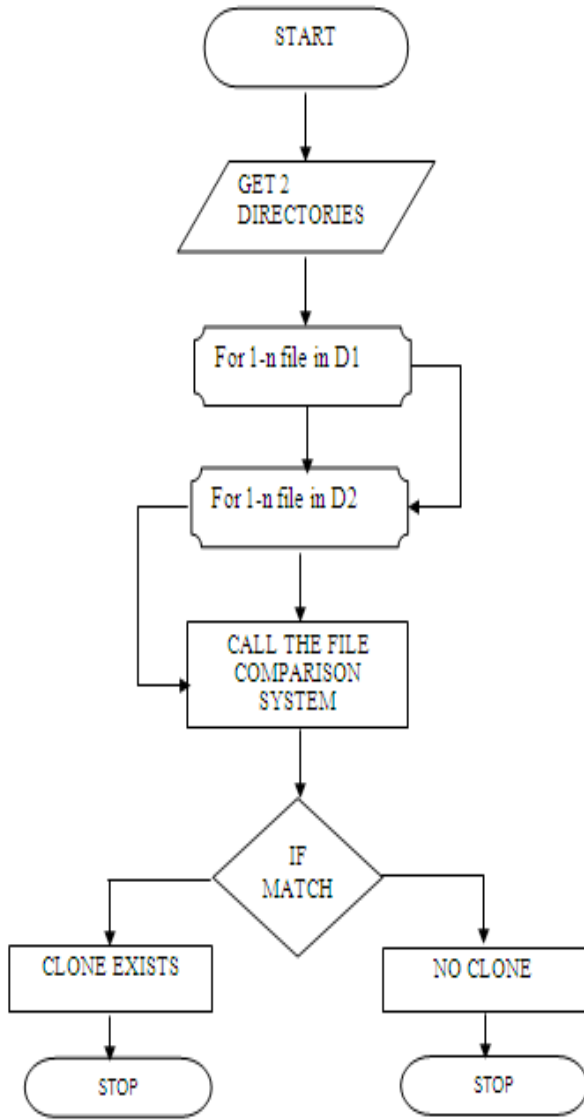 START
GET 2
DIRECTORIES
For 1-n file in D1
For 1-n file in D2
CALL THE FILE
COMPARISON
SYSTEM
IF
MATCH
CLONE EXISTS
NO CLONE
STOP
STOP